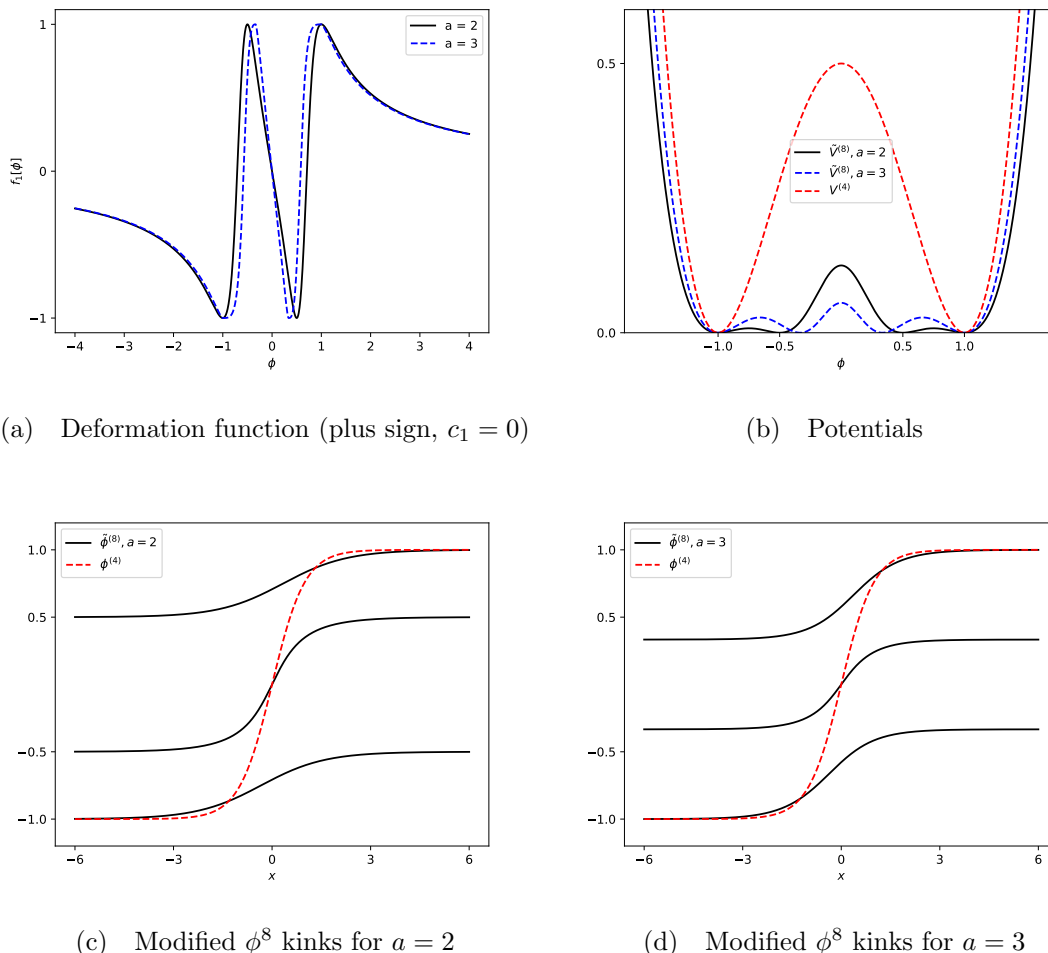 1
0
−1
f₁[ϕ]
a = 2
a = 3
−4 −3 −2 −1 0 1 2 3 4
ϕ
(a) Deformation function (plus sign, c₁ = 0)
0.5
0.0
Ṽ⁽⁸⁾, a = 2
Ṽ⁽⁸⁾, a = 3
V⁽⁴⁾
−1.0 −0.5 0.5 1.0
ϕ
(b) Potentials
1.0
0.5
−0.5
−1.0
ϕ̃⁽⁸⁾, a = 2
ϕ⁽⁴⁾
−6 −3 0 3 6
x
(c) Modified ϕ⁸ kinks for a = 2
1.0
0.5
−0.5
−1.0
ϕ̃⁽⁸⁾, a = 3
ϕ⁽⁴⁾
−6 −3 0 3 6
x
(d) Modified ϕ⁸ kinks for a = 3